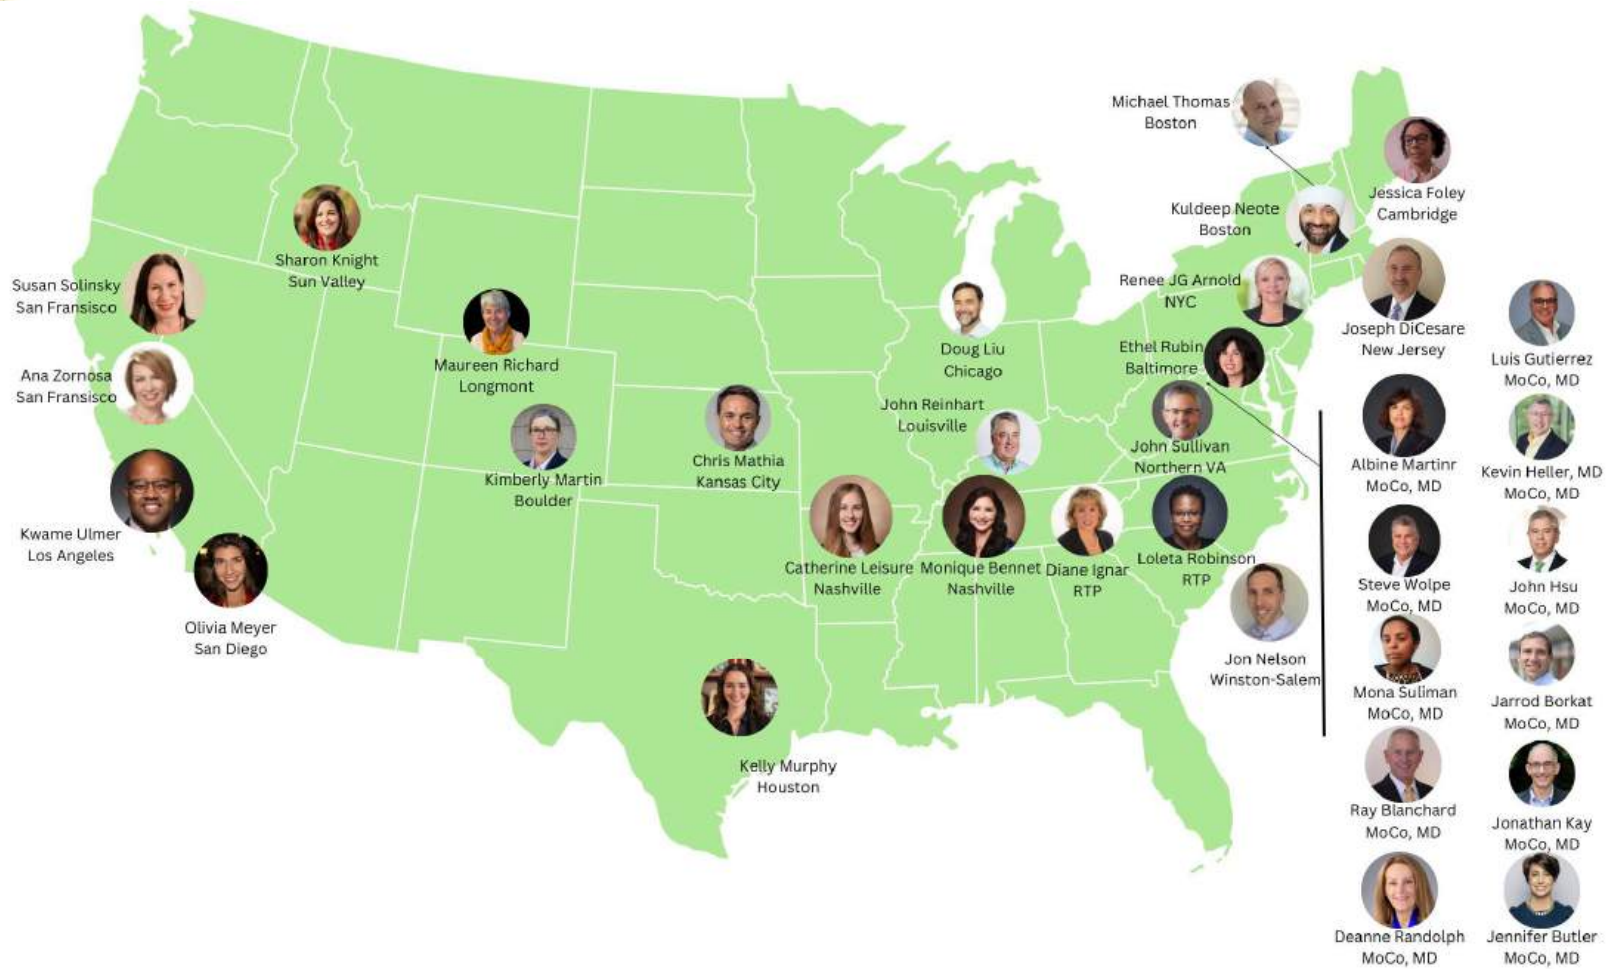 Michael Thomas
Boston
Jessica Foley
Cambridge
Kuldeep Neote
Boston
Sharon Knight
Sun Valley
Susan Solinsky
San Fransisco
Renee JG Arnold
NYC
Joseph DiCesare
New Jersey
Luis Gutierrez
MoCo, MD
Maureen Richard
Longmont
Doug Liu
Chicago
Ethel Rubin
Baltimore
Ana Zornosa
San Fransisco
John Reinhart
Louisville
John Sullivan
Northern VA
Chris Mathia
Kansas City
Kimberly Martin
Boulder
Albine Martinr
MoCo, MD
Kevin Heller, MD
MoCo, MD
Kwame Ulmer
Los Angeles
Catherine Leisure
Nashville
Monique Bennet
Nashville
Diane Ignar
RTP
Loleta Robinson
RTP
Steve Wolpe
MoCo, MD
John Hsu
MoCo, MD
Olivia Meyer
San Diego
Jon Nelson
Winston-Salem
Mona Suliman
MoCo, MD
Jarrod Borkat
MoCo, MD
Kelly Murphy
Houston
Ray Blanchard
MoCo, MD
Jonathan Kay
MoCo, MD
Deanne Randolph
MoCo, MD
Jennifer Butler
MoCo, MD